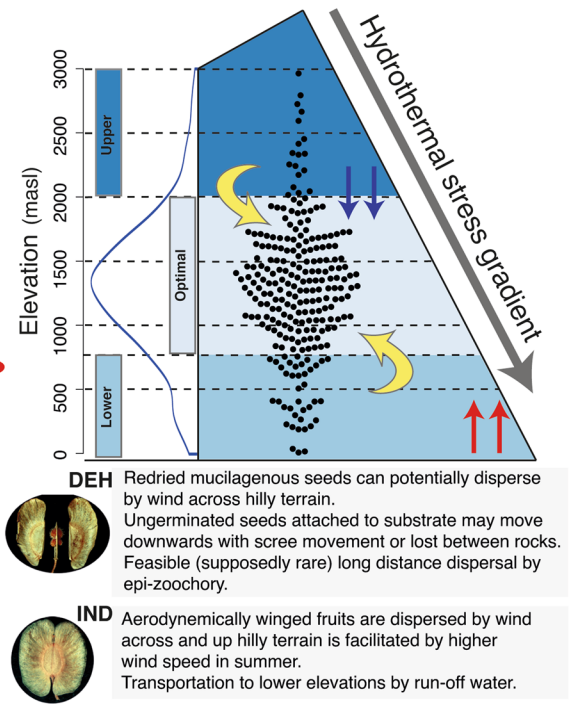 Hydrothermal stress gradient
Elevation (masl)
3000
2500
2000
1500
1000
500
0
Upper
Optimal
Lower
DEH
Redried mucilagenous seeds can potentially disperse
by wind across hilly terrain.
Ungerminated seeds attached to substrate may move
downwards with scree movement or lost between rocks.
Feasible (supposedly rare) long distance dispersal by
epi-zoochory.
IND
Aerodynemically winged fruits are dispersed by wind
across and up hilly terrain is facilitated by higher
wind speed in summer.
Transportation to lower elevations by run-off water.